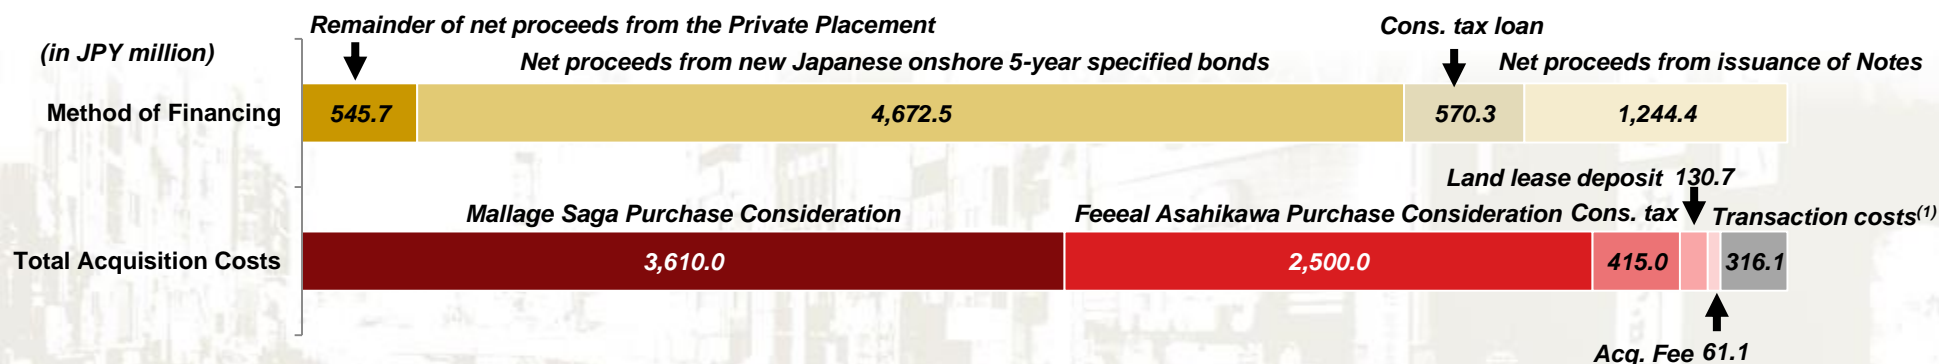 Remainder of net proceeds from the Private Placement
Cons. tax loan
(in JPY million)
Net proceeds from new Japanese onshore 5-year specified bonds
Net proceeds from issuance of Notes
Method of Financing
545.7
4,672.5
570.3
1,244.4
Land lease deposit 130.7
Mallage Saga Purchase Consideration
Feeeal Asahikawa Purchase Consideration
Cons. tax
Transaction costs(1)
Total Acquisition Costs
3,610.0
2,500.0
415.0
316.1
Acq. Fee 61.1